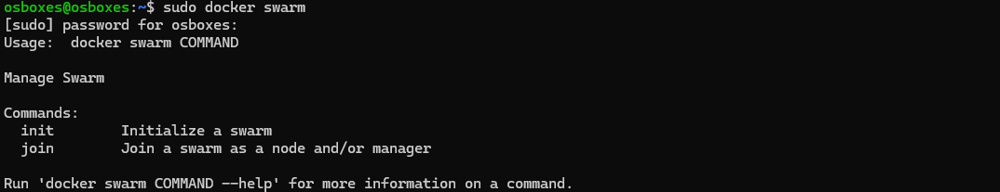 osboxes@osboxes:~$ sudo docker swarm
[sudo] password for osboxes:
Usage:  docker swarm COMMAND
Manage Swarm
Commands:
  init        Initialize a swarm
  join        Join a swarm as a node and/or manager
Run 'docker swarm COMMAND --help' for more information on a command.